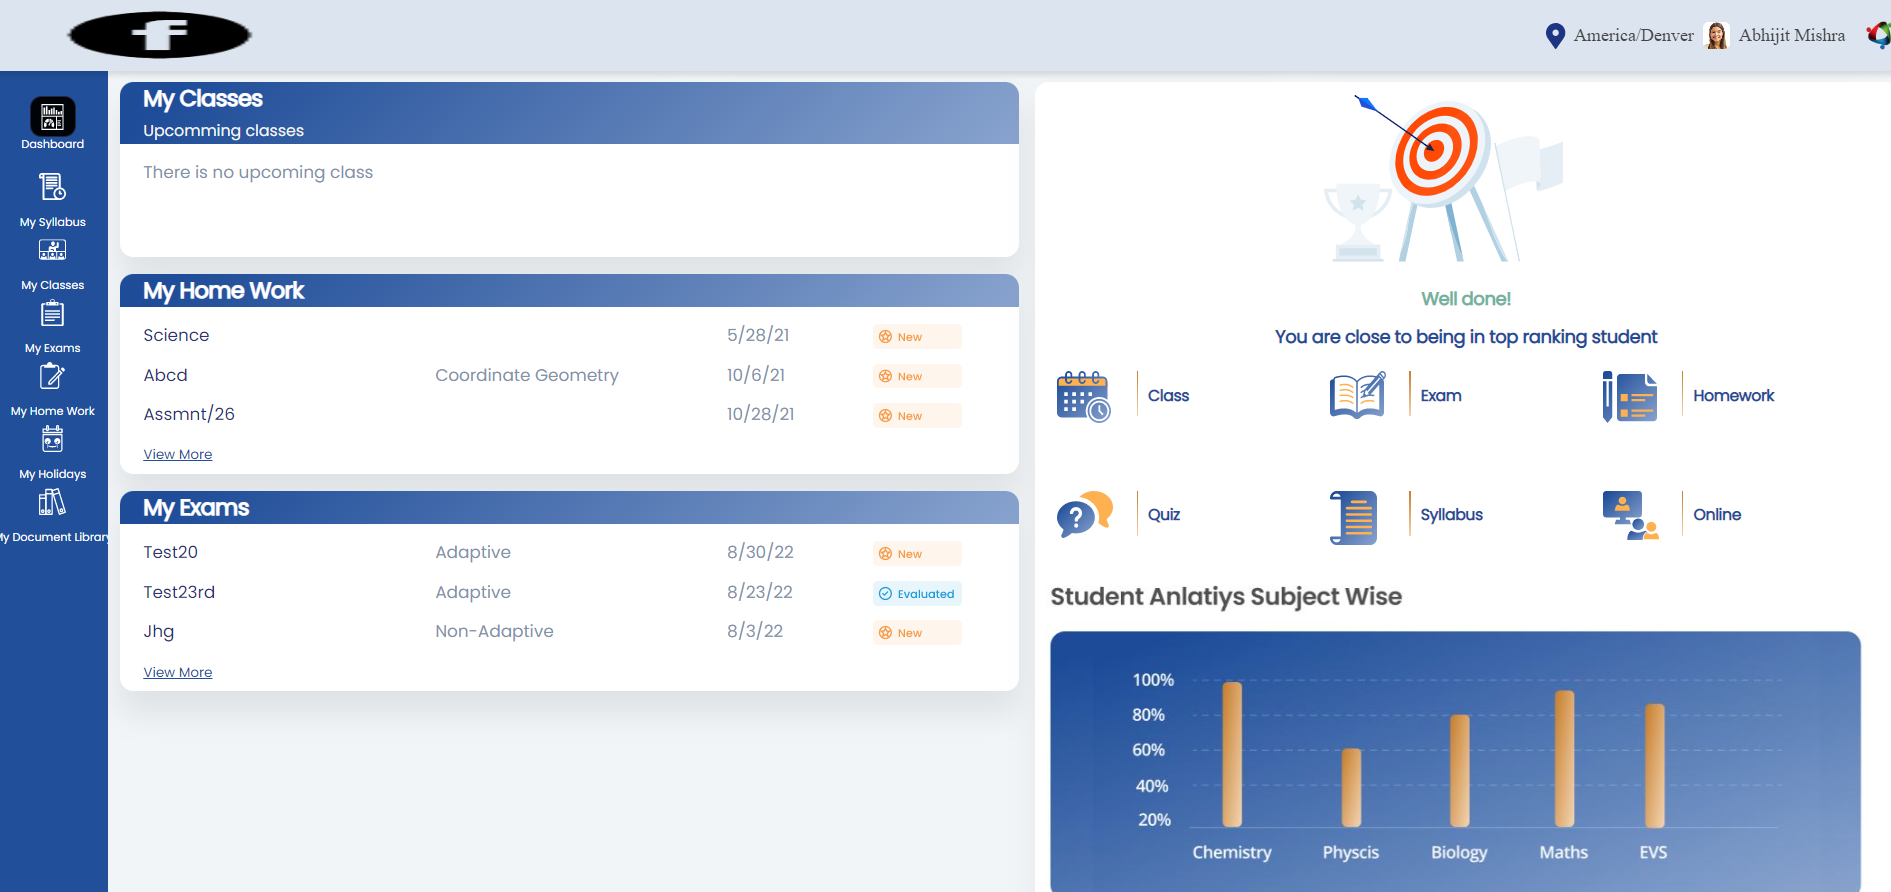 f
America/Denver Abhijit Mishra
Dashboard
My Syllabus
My Classes
My Exams
My Home Work
My Holidays
My Document Library
My Classes
Upcomming classes
There is no upcoming class
My Home Work
Science 5/28/21 New
Abcd Coordinate Geometry 10/6/21 New
Assmnt/26 10/28/21 New
View More
My Exams
Test20 Adaptive 8/30/22 New
Test23rd Adaptive 8/23/22 Evaluated
Jhg Non-Adaptive 8/3/22 New
View More
Well done!
You are close to being in top ranking student
Class Exam Homework
? Quiz Syllabus Online
Student Anlatiys Subject Wise
100%
80%
60%
40%
20%
Chemistry Physcis Biology Maths EVS